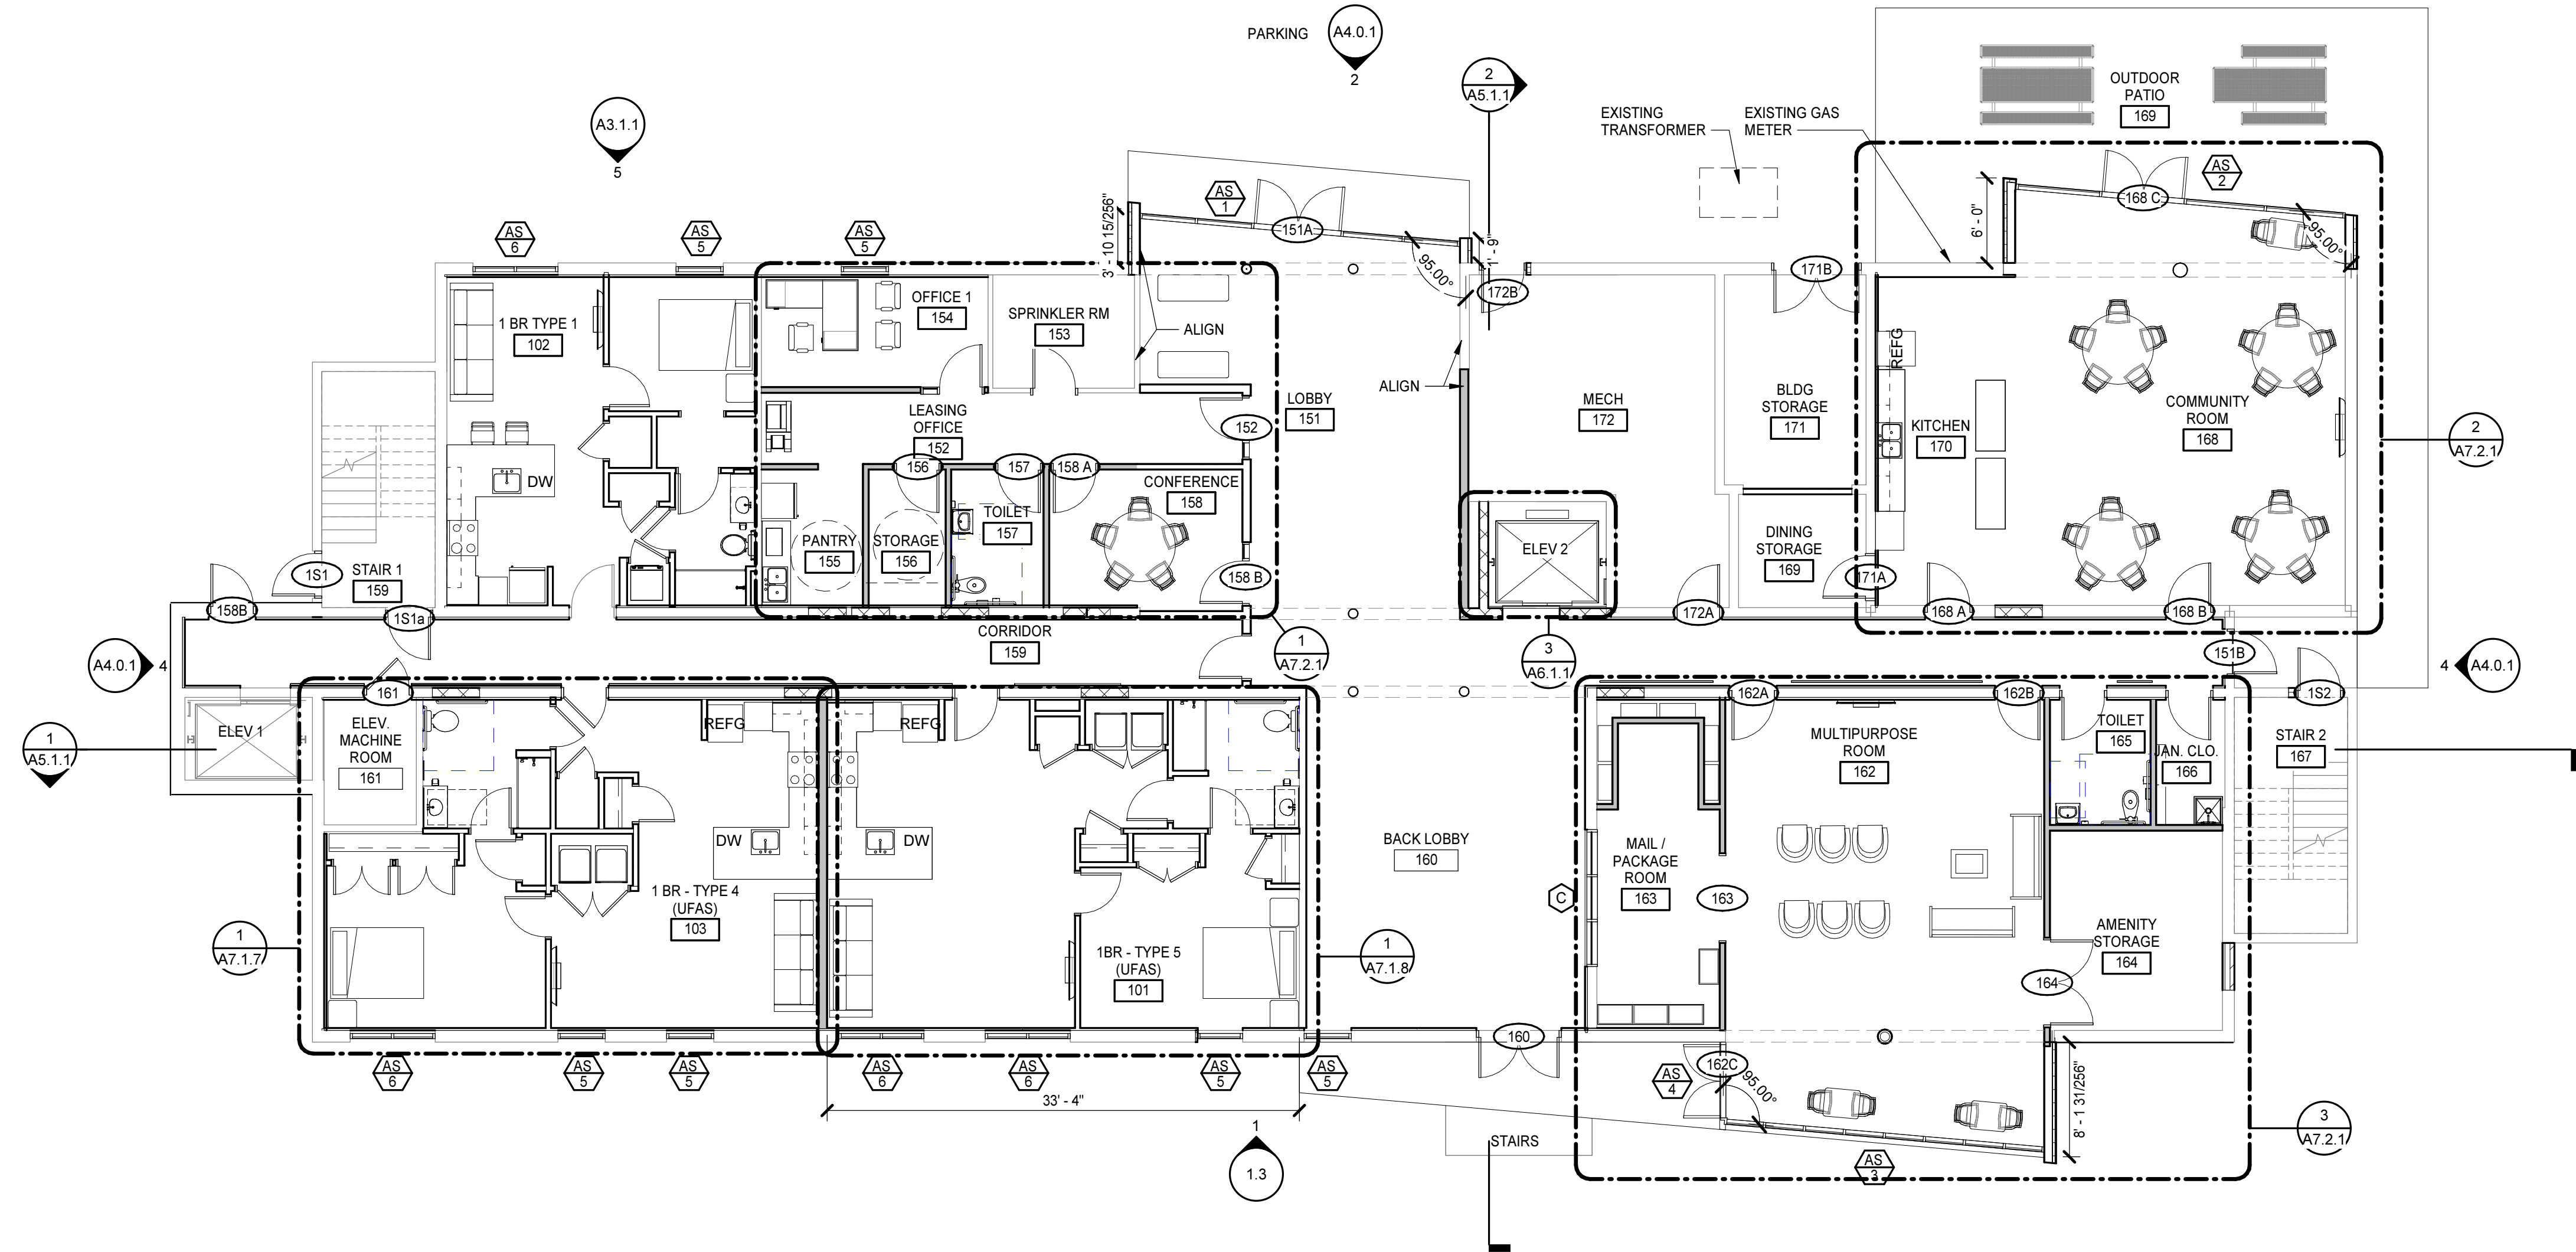 PARKING
A4.0.1
2
2
A5.1.1
A3.1.1
5
EXISTING
TRANSFORMER
EXISTING GAS
METER
OUTDOOR
PATIO
169
AS
1
AS
2
151A
168 C
6' - 0"
95.00°
3' - 10 15/256"
1' - 9"
95.00°
AS
6
AS
5
AS
5
172B
171B
1 BR TYPE 1
102
OFFICE 1
154
SPRINKLER RM
153
ALIGN
ALIGN
REFG
LEASING
OFFICE
152
152
LOBBY
151
MECH
172
BLDG
STORAGE
171
KITCHEN
170
COMMUNITY
ROOM
168
2
A7.2.1
156
157
158 A
DW
CONFERENCE
158
TOILET
157
PANTRY
155
STORAGE
156
ELEV 2
DINING
STORAGE
169
1S1
STAIR 1
159
158 B
171A
158B
1S1a
172A
168 A
168 B
CORRIDOR
159
1
A7.2.1
3
A6.1.1
151B
A4.0.1
4
4
A4.0.1
161
162A
162B
1S2
ELEV 1
ELEV.
MACHINE
ROOM
161
REFG
REFG
1
A5.1.1
MULTIPURPOSE
ROOM
162
TOILET
165
JAN. CLO.
166
STAIR 2
167
DW
DW
BACK LOBBY
160
MAIL /
PACKAGE
ROOM
163
163
C
1 BR - TYPE 4
(UFAS)
103
1
A7.1.7
1BR - TYPE 5
(UFAS)
101
1
A7.1.8
AMENITY
STORAGE
164
164
160
162C
AS
6
AS
5
AS
5
AS
6
AS
6
AS
5
AS
5
AS
4
95.00°
33' - 4"
8' - 1 31/256"
3
A7.2.1
STAIRS
1
1.3
AS
3